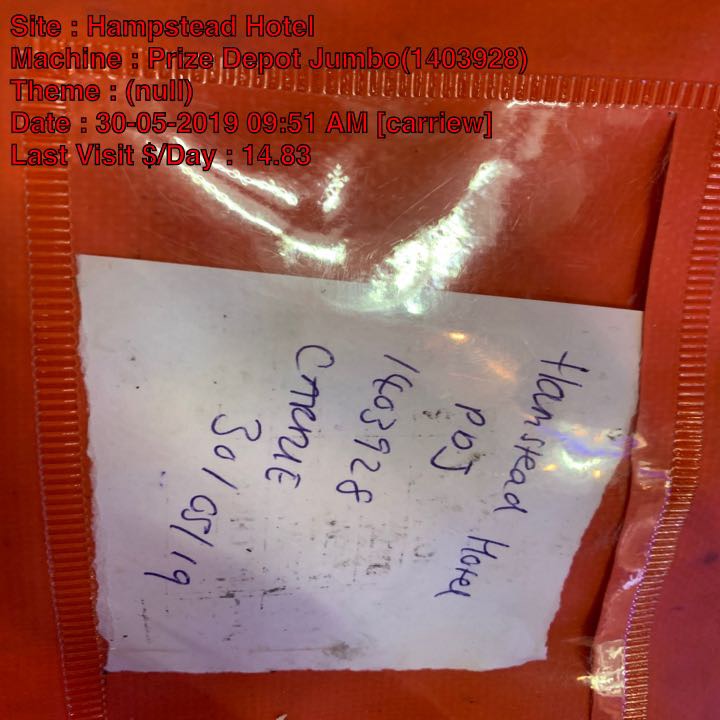 Site : Hampstead Hotel
Machine : Prize Depot Jumbo(1403928)
Theme : (null)
Date : 30-05-2019 09:51 AM [carriew]
Last Visit $/Day : 14.83
Hamstead Hotel
PDJ
1403928
CarrIE
30/05/19